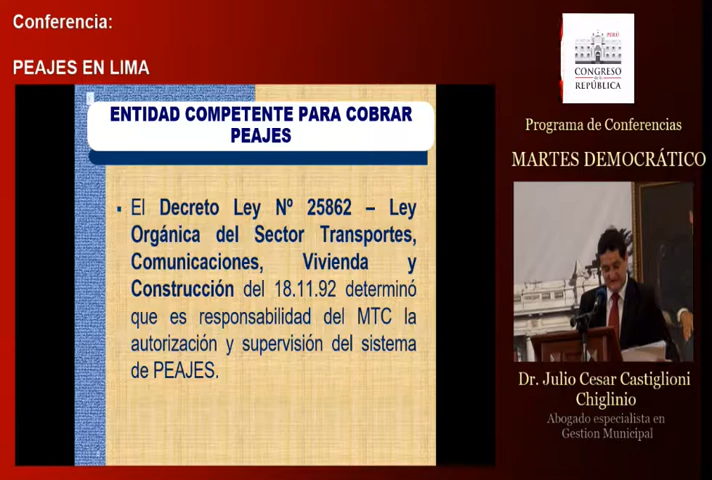 Conferencia:
PEAJES EN LIMA
ENTIDAD COMPETENTE PARA COBRAR
PEAJES
▪ El Decreto Ley Nº 25862 – Ley
Orgánica del Sector Transportes,
Comunicaciones, Vivienda y
Construcción del 18.11.92 determinó
que es responsabilidad del MTC la
autorización y supervisión del sistema
de PEAJES.
PERÚ
CONGRESO
de la
REPÚBLICA
Programa de Conferencias
MARTES DEMOCRÁTICO
Dr. Julio Cesar Castiglioni
Chiglinio
Abogado especialista en
Gestion Municipal